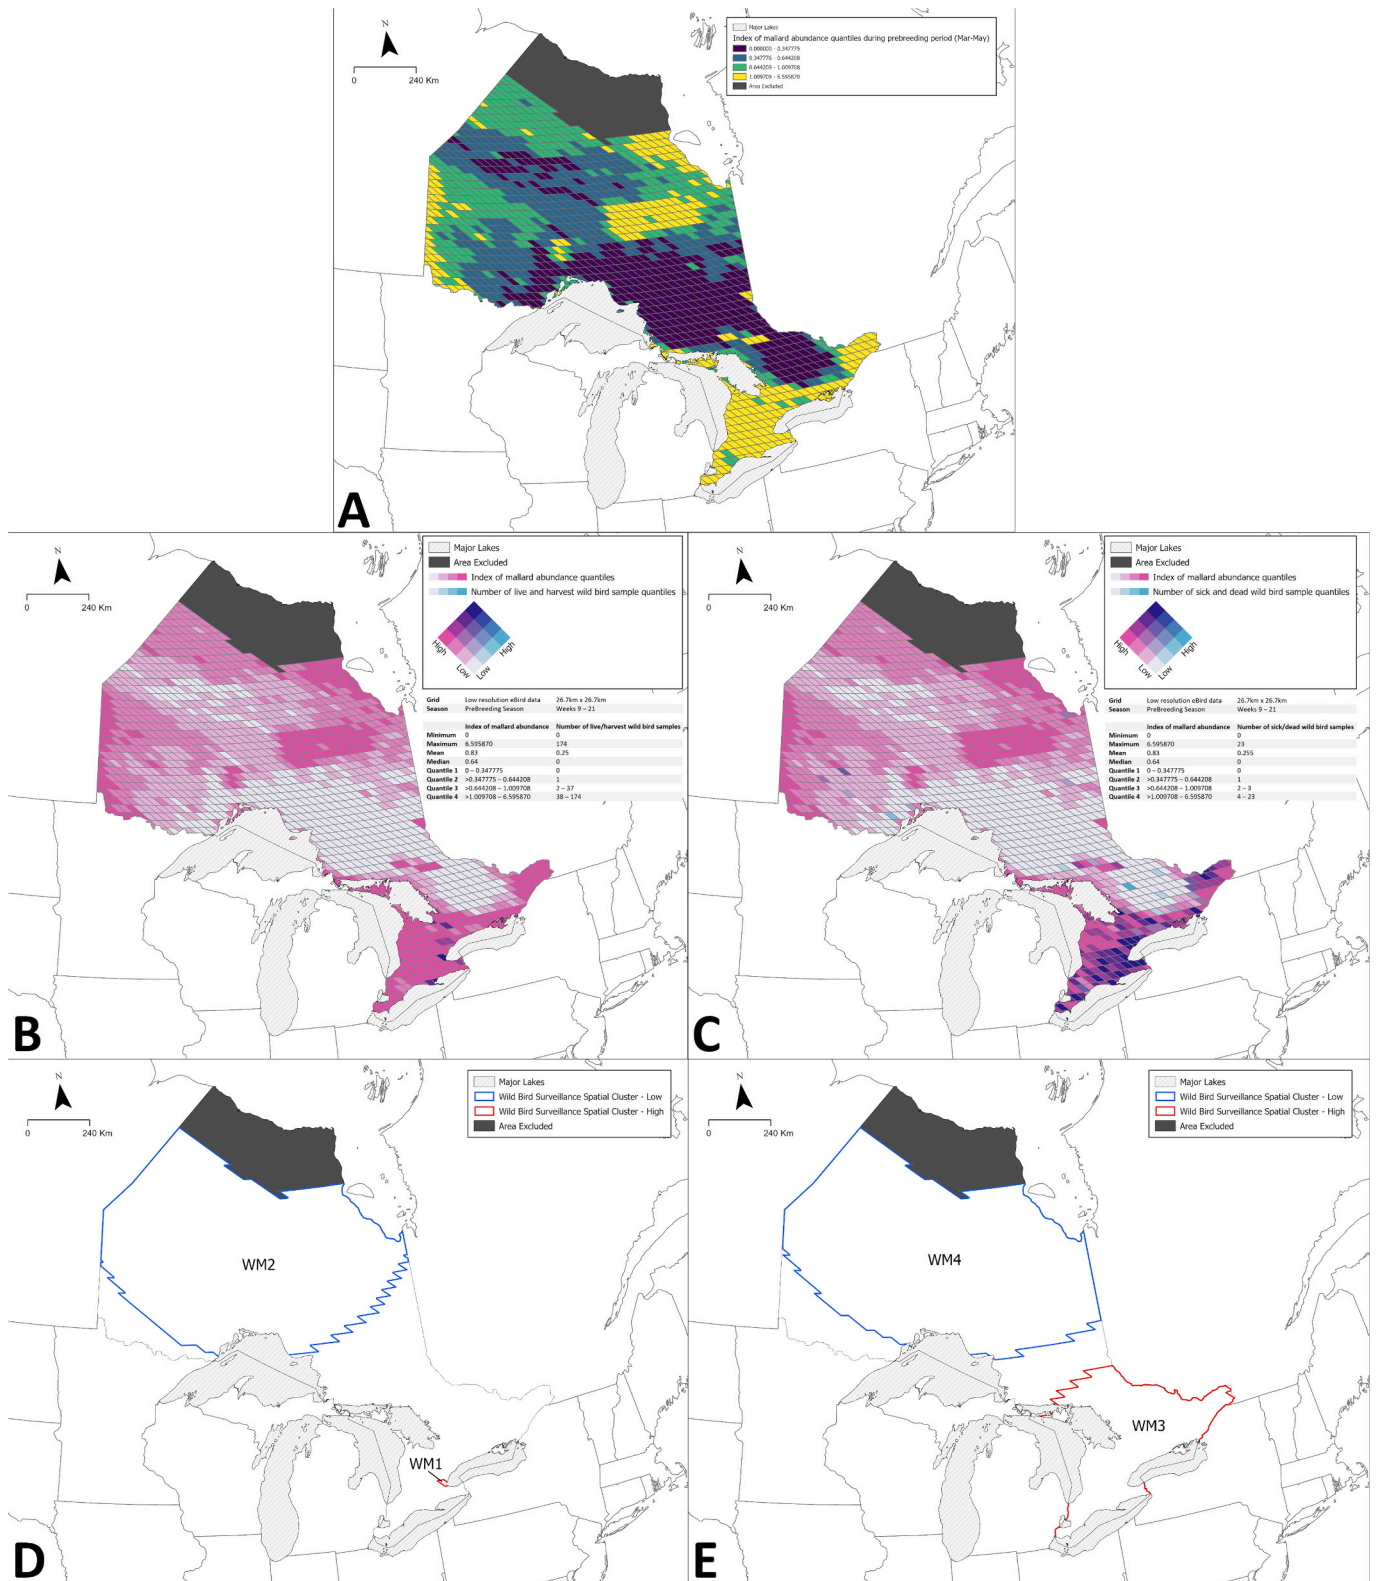 N
0 240 Km
Major Lakes
Index of mallard abundance quantiles during prebreeding period (Mar-May)
0.000000 - 0.347775
0.347776 - 0.644208
0.644209 - 1.009708
1.009709 - 6.595870
Area Excluded
A
N
0 240 Km
Major Lakes
Area Excluded
Index of mallard abundance quantiles
Number of live and harvest wild bird sample quantiles
High High
Low Low
Grid Low resolution eBird data 26.7km x 26.7km
Season PreBreeding Season Weeks 9 – 21
Index of mallard abundance Number of live/harvest wild bird samples
Minimum 0 0
Maximum 6.595870 174
Mean 0.83 0.25
Median 0.64 0
Quantile 1 0 – 0.347775 0
Quantile 2 >0.347775 – 0.644208 1
Quantile 3 >0.644208 – 1.009708 2 – 37
Quantile 4 >1.009708 – 6.595870 38 – 174
B
N
0 240 Km
Major Lakes
Area Excluded
Index of mallard abundance quantiles
Number of sick and dead wild bird sample quantiles
High High
Low Low
Grid Low resolution eBird data 26.7km x 26.7km
Season PreBreeding Season Weeks 9 – 21
Index of mallard abundance Number of sick/dead wild bird samples
Minimum 0 0
Maximum 6.595870 23
Mean 0.83 0.255
Median 0.64 0
Quantile 1 0 – 0.347775 0
Quantile 2 >0.347775 – 0.644208 1
Quantile 3 >0.644208 – 1.009708 2 – 3
Quantile 4 >1.009708 – 6.595870 4 – 23
C
N
0 240 Km
Major Lakes
Wild Bird Surveillance Spatial Cluster - Low
Wild Bird Surveillance Spatial Cluster - High
Area Excluded
WM2
WM1
D
N
0 240 Km
Major Lakes
Wild Bird Surveillance Spatial Cluster - Low
Wild Bird Surveillance Spatial Cluster - High
Area Excluded
WM4
WM3
E